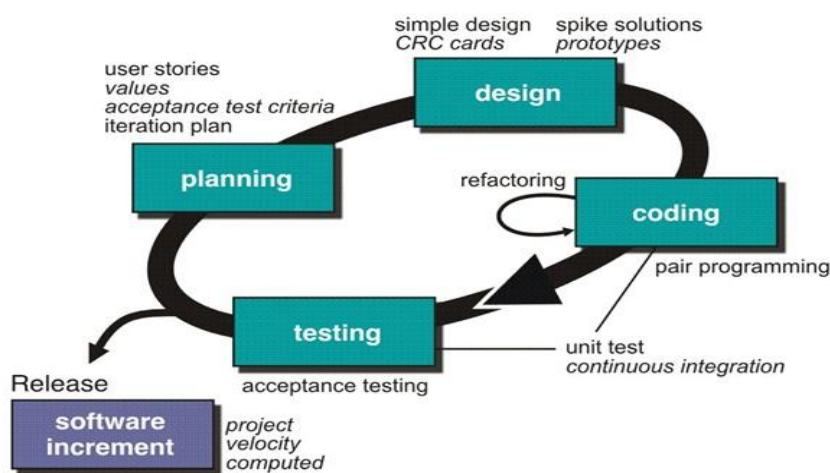 simple design
CRC cards
spike solutions
prototypes
user stories
values
acceptance test criteria
iteration plan
design
planning
refactoring
coding
pair programming
testing
unit test
continuous integration
acceptance testing
Release
software
increment
project
velocity
computed